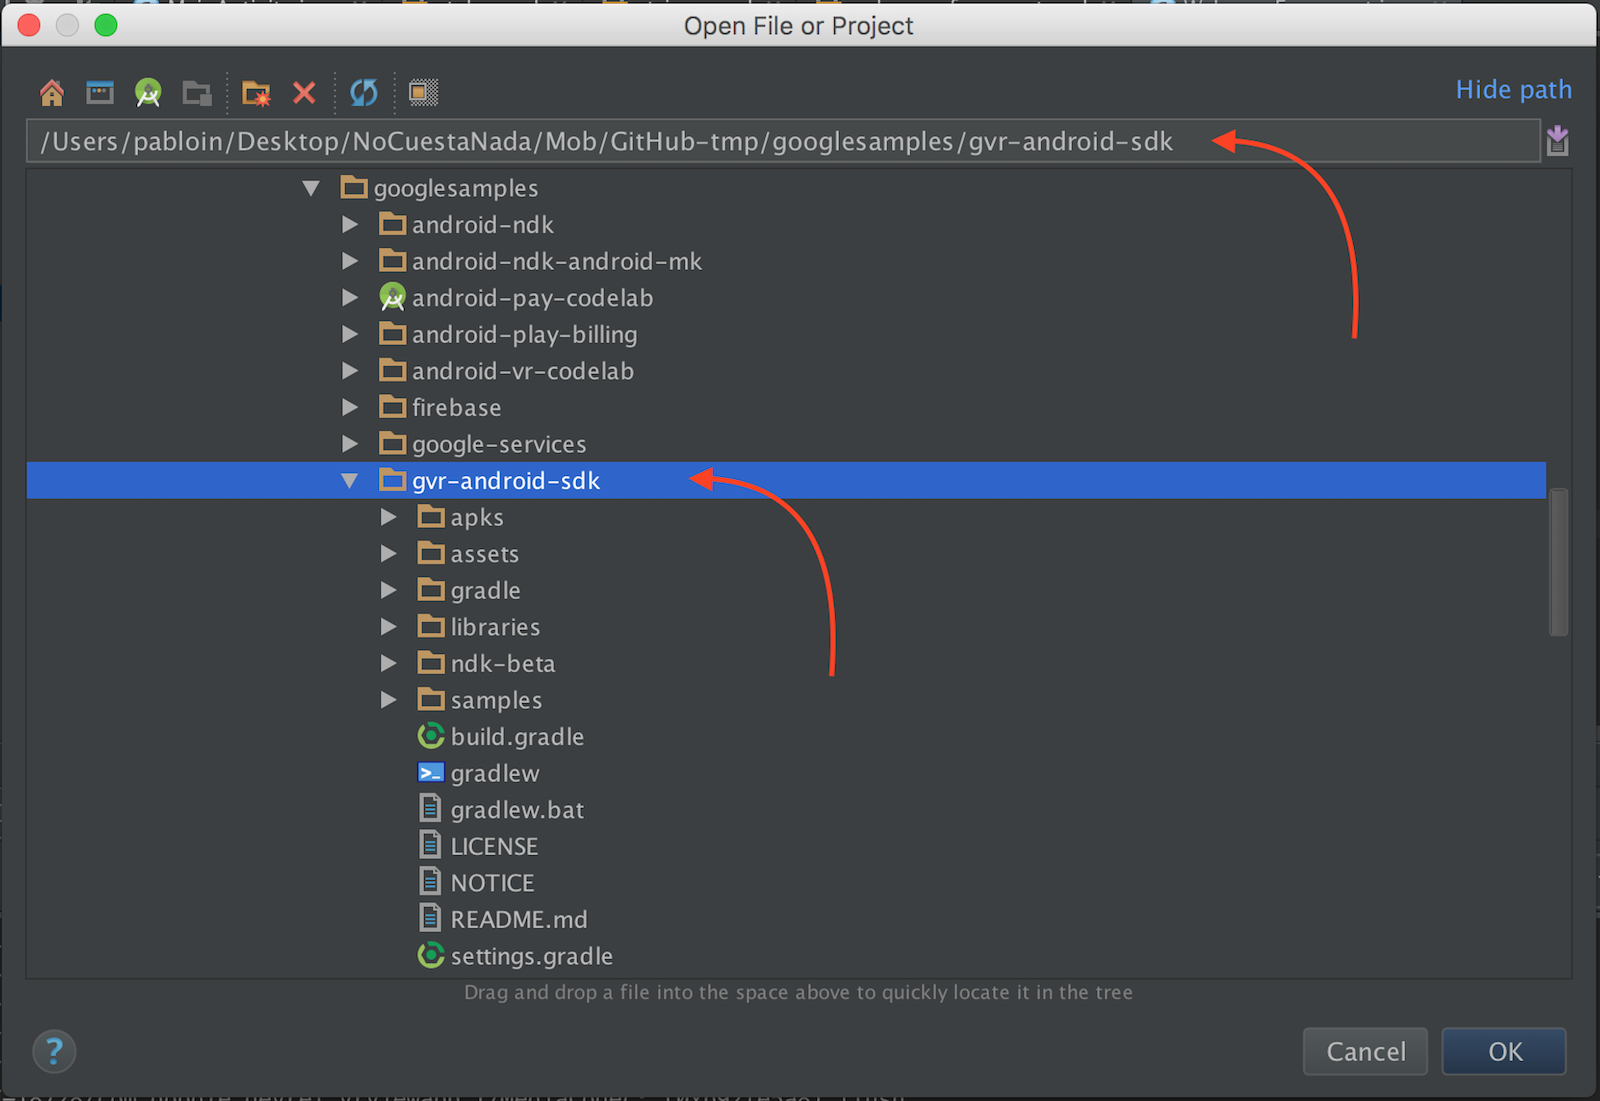 Open File or Project
Hide path
/Users/pabloin/Desktop/NoCuestaNada/Mob/GitHub-tmp/googlesamples/gvr-android-sdk
googlesamples
android-ndk
android-ndk-android-mk
android-pay-codelab
android-play-billing
android-vr-codelab
firebase
google-services
gvr-android-sdk
apks
assets
gradle
libraries
ndk-beta
samples
build.gradle
>_ gradlew
gradlew.bat
LICENSE
NOTICE
README.md
settings.gradle
Drag and drop a file into the space above to quickly locate it in the tree
?
Cancel
OK